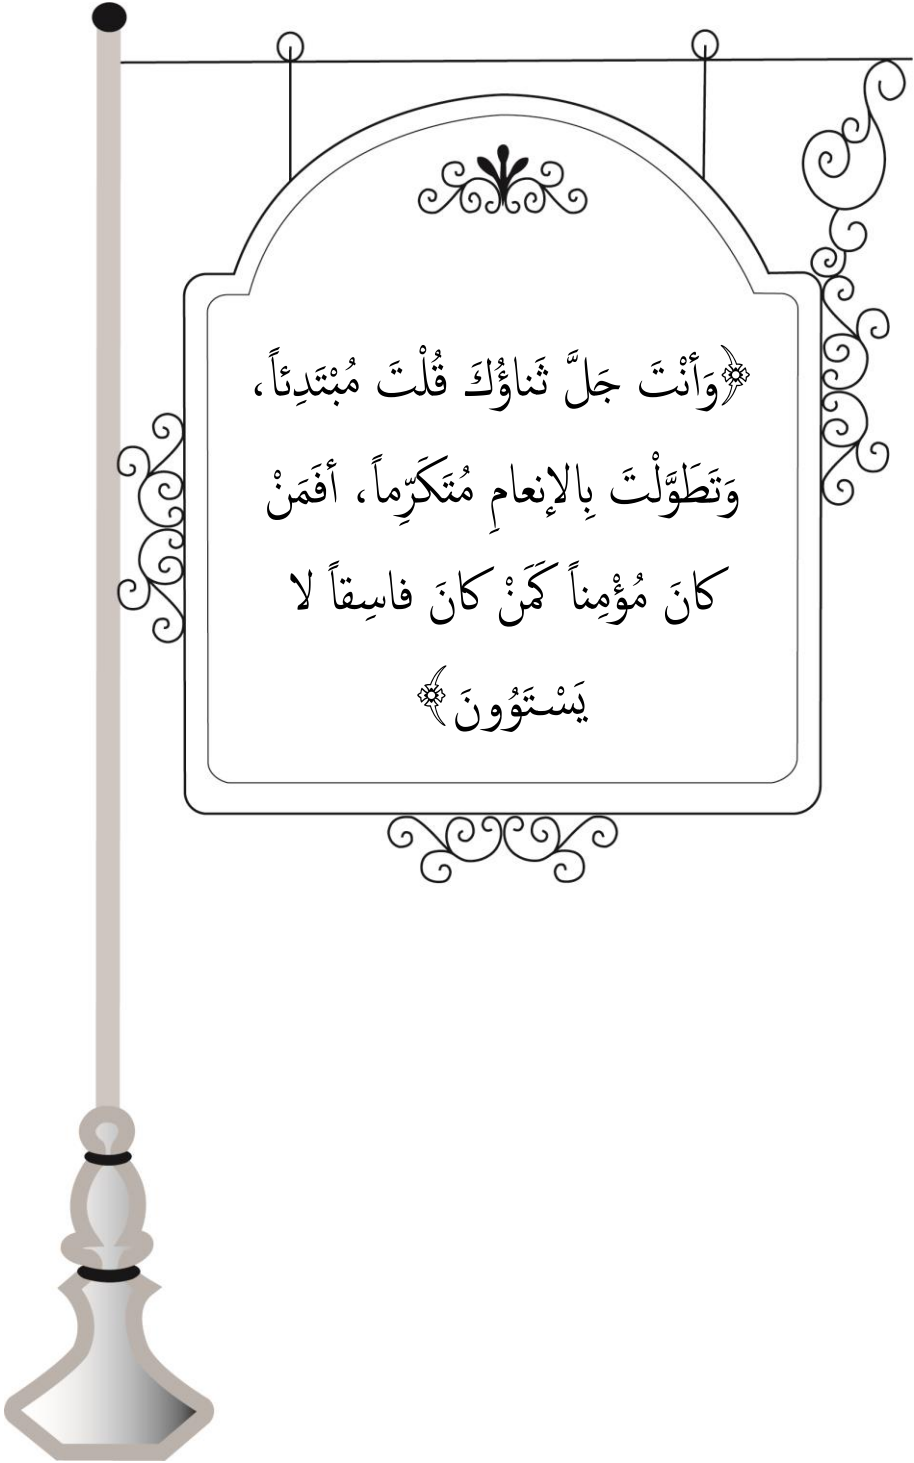 ﴿وَأنْتَ جَلَّ ثَناؤُكَ قُلْتَ مُبْتَدِئاً،
وَتَطَوَّلْتَ بِالإنعامِ مُتَكَرِّماً، أفَمَنْ
كانَ مُؤْمِناً كَمَنْ كانَ فاسِقاً لا
يَسْتَوُونَ﴾